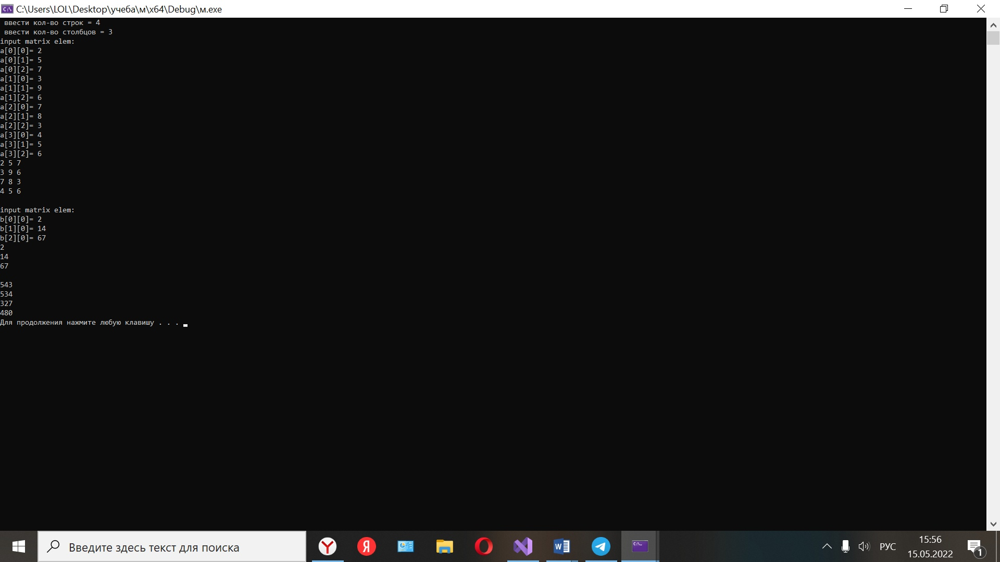 C:\Users\LOL\Desktop\учеба\м\x64\Debug\м.exe
ввести кол-во строк = 4
ввести кол-во столбцов = 3
input matrix elem:
a[0][0]= 2
a[0][1]= 5
a[0][2]= 7
a[1][0]= 3
a[1][1]= 9
a[1][2]= 6
a[2][0]= 7
a[2][1]= 8
a[2][2]= 3
a[3][0]= 4
a[3][1]= 5
a[3][2]= 6
2 5 7
3 9 6
7 8 3
4 5 6
input matrix elem:
b[0][0]= 2
b[1][0]= 14
b[2][0]= 67
2
14
67
543
534
327
480
Для продолжения нажмите любую клавишу . . .
Введите здесь текст для поиска
РУС
15:56
15.05.2022
1